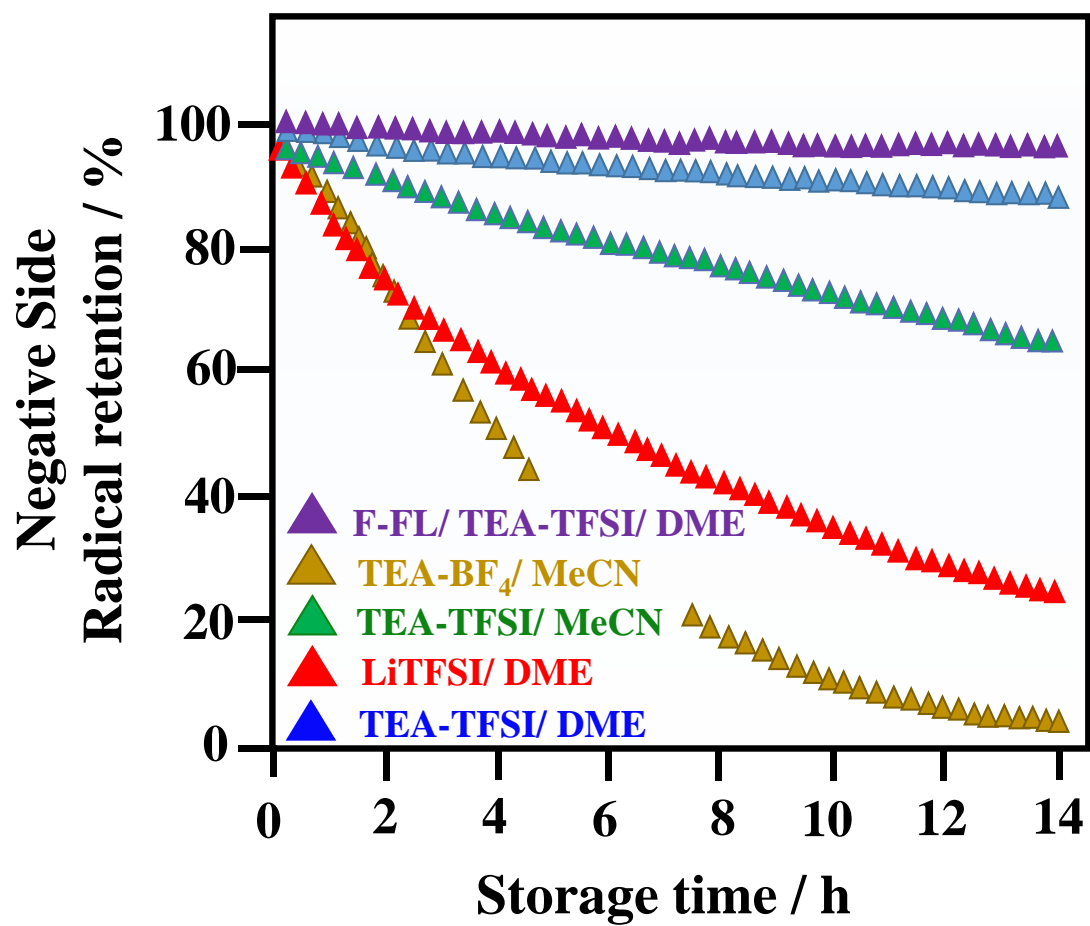 Negative Side
Radical retention / %
100
80
60
40
20
0
F-FL/ TEA-TFSI/ DME
TEA-BF₄/ MeCN
TEA-TFSI/ MeCN
LiTFSI/ DME
TEA-TFSI/ DME
0 2 4 6 8 10 12 14
Storage time / h